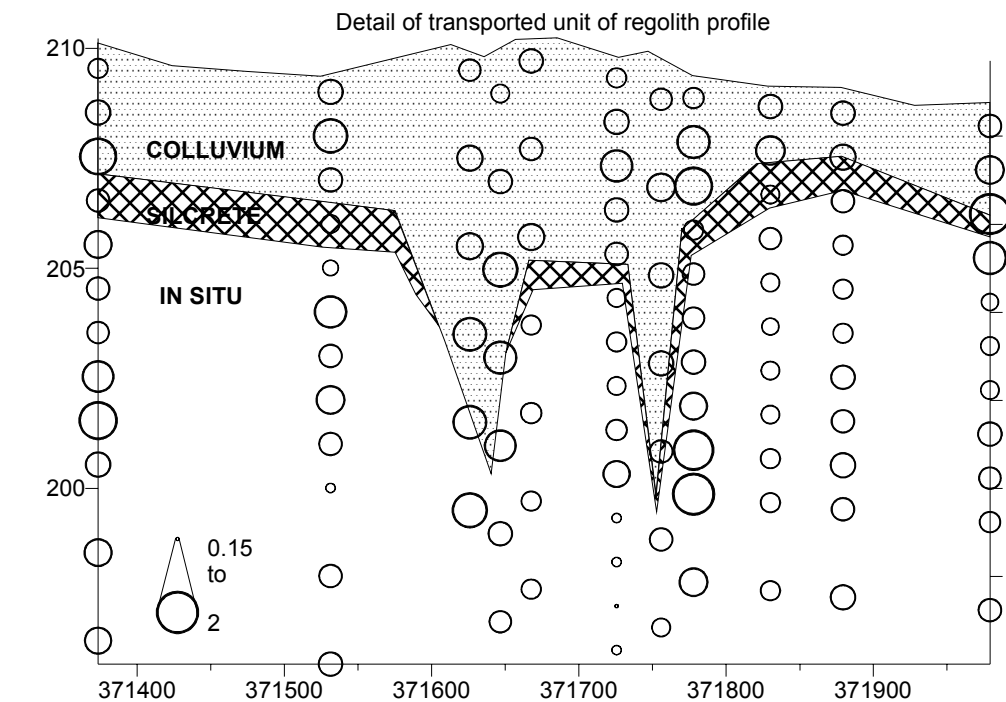 Detail of transported unit of regolith profile
210
COLLUVIUM
SILCRETE
205
IN SITU
200
0.15
to
2
371400 371500 371600 371700 371800 371900